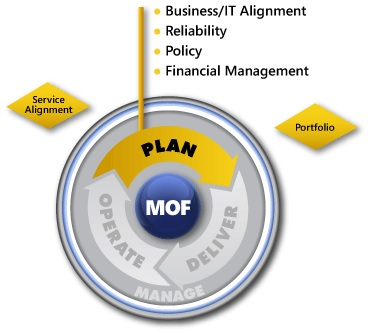 • Business/IT Alignment
• Reliability
• Policy
• Financial Management
Service
Alignment
Portfolio
PLAN
MOF
OPERATE
DELIVER
MANAGE